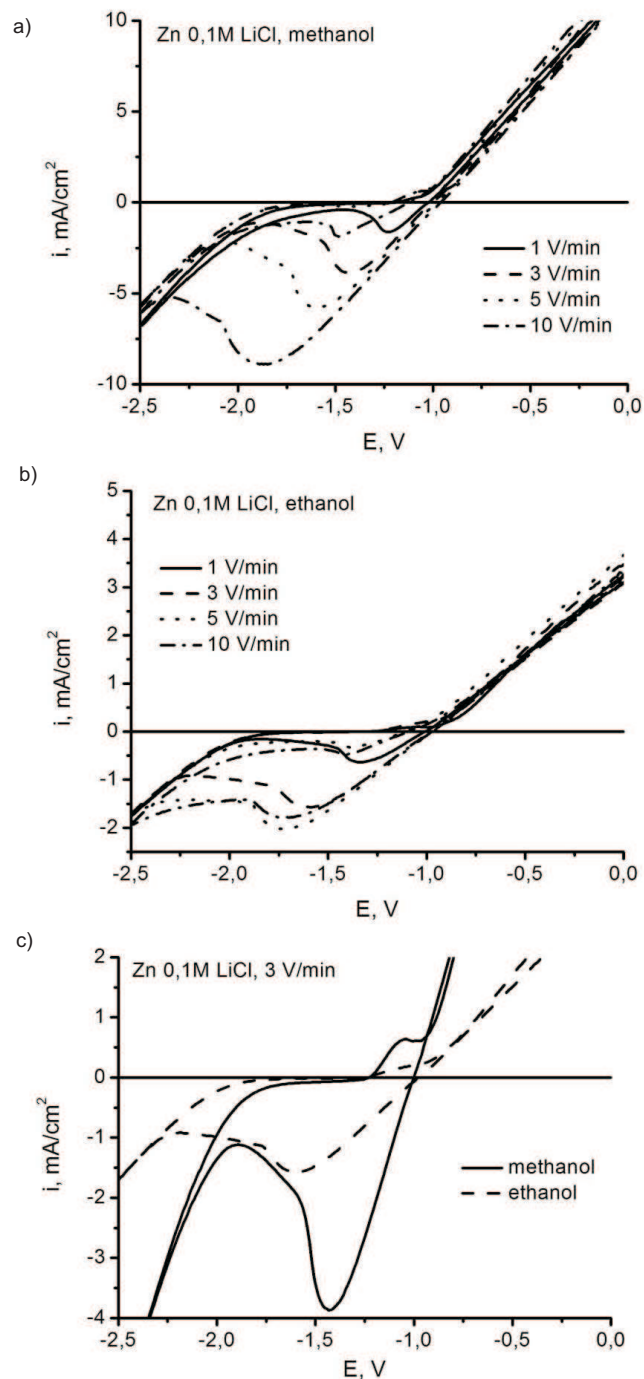 a)
Zn 0,1M LiCl, methanol
10
5
0
-5
-10
i, mA/cm²
1 V/min
3 V/min
5 V/min
10 V/min
-2,5 -2,0 -1,5 -1,0 -0,5 0,0
E, V
b)
Zn 0,1M LiCl, ethanol
5
4
3
2
1
0
-1
-2
i, mA/cm²
1 V/min
3 V/min
5 V/min
10 V/min
-2,5 -2,0 -1,5 -1,0 -0,5 0,0
E, V
c)
Zn 0,1M LiCl, 3 V/min
2
1
0
-1
-2
-3
-4
i, mA/cm²
methanol
ethanol
-2,5 -2,0 -1,5 -1,0 -0,5 0,0
E, V